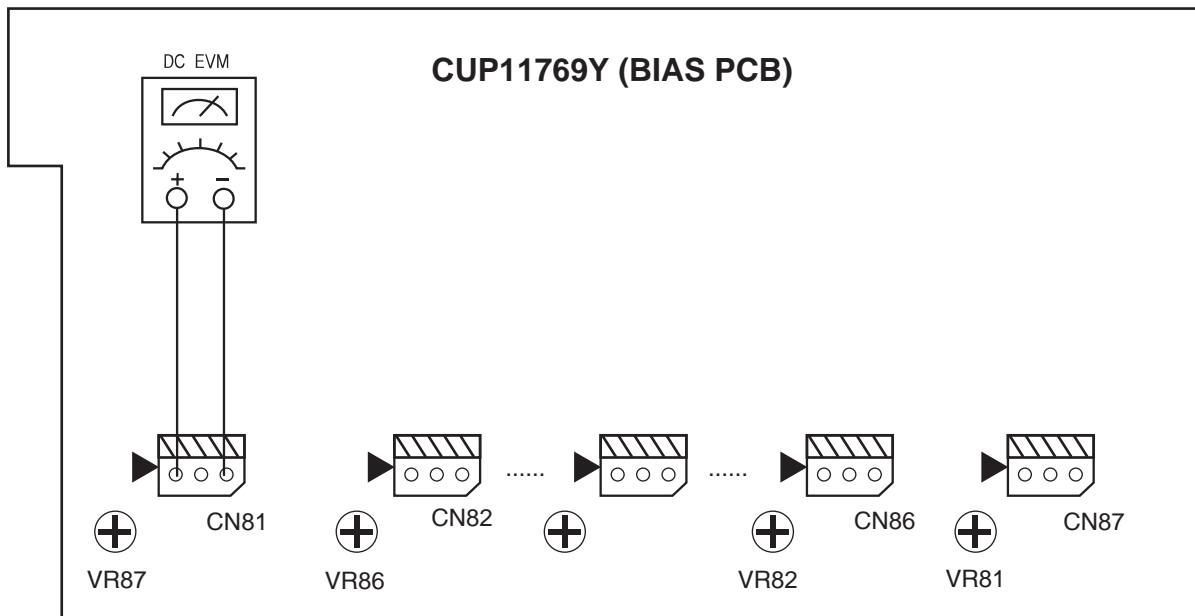 DC EVM
CUP11769Y (BIAS PCB)
+ −
...... ......
CN81 CN82 CN86 CN87
VR87 VR86 VR82 VR81